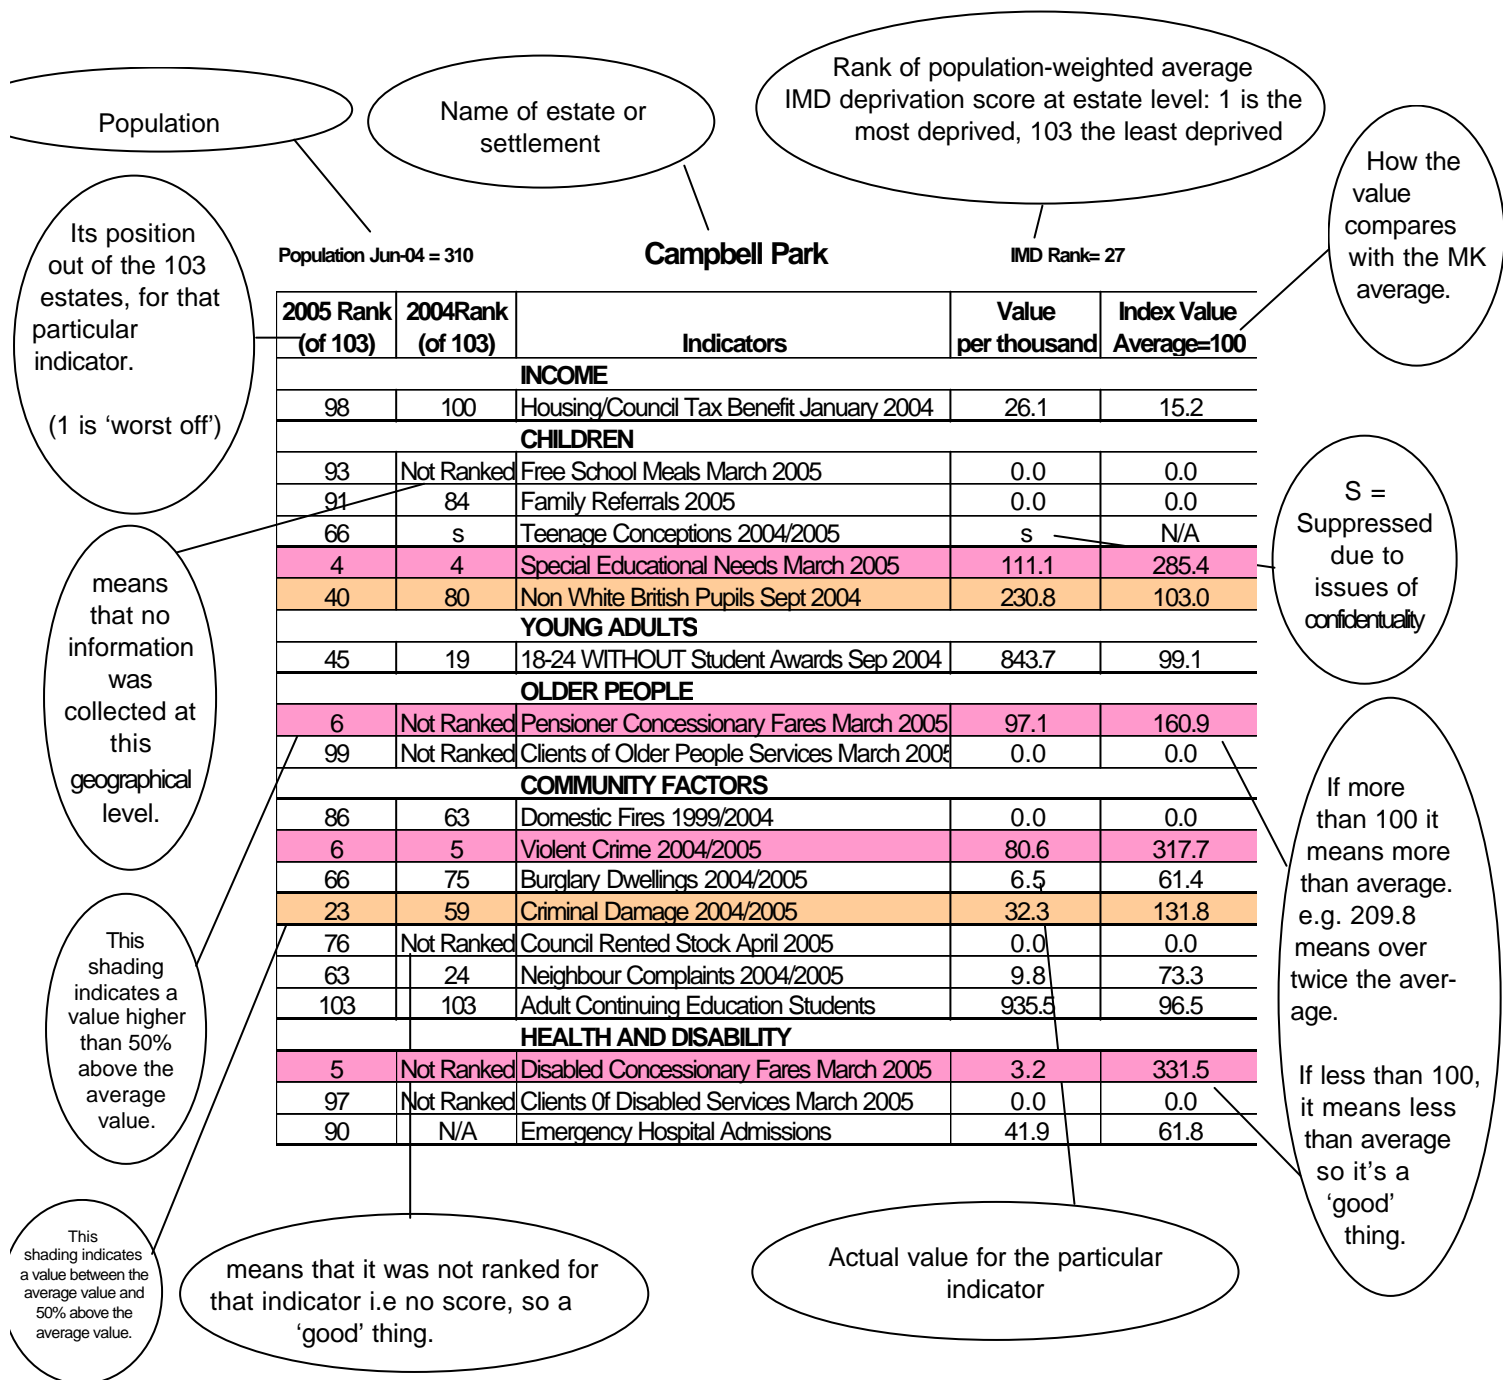 Population
Name of estate or
settlement
Rank of population-weighted average
IMD deprivation score at estate level: 1 is the
most deprived, 103 the least deprived
How the
value
compares
with the MK
average.
Its position
out of the 103
estates, for that
particular
indicator.
(1 is ‘worst off’)
Population Jun-04 = 310
Campbell Park
IMD Rank= 27
2005 Rank 2004Rank Value Index Value
(of 103) (of 103) Indicators per thousand Average=100
INCOME
98 100 Housing/Council Tax Benefit January 2004 26.1 15.2
CHILDREN
93 Not Ranked Free School Meals March 2005 0.0 0.0
91 84 Family Referrals 2005 0.0 0.0
66 s Teenage Conceptions 2004/2005 s N/A
4 4 Special Educational Needs March 2005 111.1 285.4
40 80 Non White British Pupils Sept 2004 230.8 103.0
YOUNG ADULTS
45 19 18-24 WITHOUT Student Awards Sep 2004 843.7 99.1
OLDER PEOPLE
6 Not Ranked Pensioner Concessionary Fares March 2005 97.1 160.9
99 Not Ranked Clients of Older People Services March 2005 0.0 0.0
COMMUNITY FACTORS
86 63 Domestic Fires 1999/2004 0.0 0.0
6 5 Violent Crime 2004/2005 80.6 317.7
66 75 Burglary Dwellings 2004/2005 6.5 61.4
23 59 Criminal Damage 2004/2005 32.3 131.8
76 Not Ranked Council Rented Stock April 2005 0.0 0.0
63 24 Neighbour Complaints 2004/2005 9.8 73.3
103 103 Adult Continuing Education Students 935.5 96.5
HEALTH AND DISABILITY
5 Not Ranked Disabled Concessionary Fares March 2005 3.2 331.5
97 Not Ranked Clients 0f Disabled Services March 2005 0.0 0.0
90 N/A Emergency Hospital Admissions 41.9 61.8
S =
Suppressed
due to
issues of
confidentuality
means
that no
information
was
collected at
this
geographical
level.
If more
than 100 it
means more
than average.
e.g. 209.8
means over
twice the aver-
age.
If less than 100,
it means less
than average
so it’s a
‘good’
thing.
This
shading
indicates a
value higher
than 50%
above the
average
value.
This
shading indicates
a value between the
average value and
50% above the
average value.
means that it was not ranked for
that indicator i.e no score, so a
‘good’ thing.
Actual value for the particular
indicator